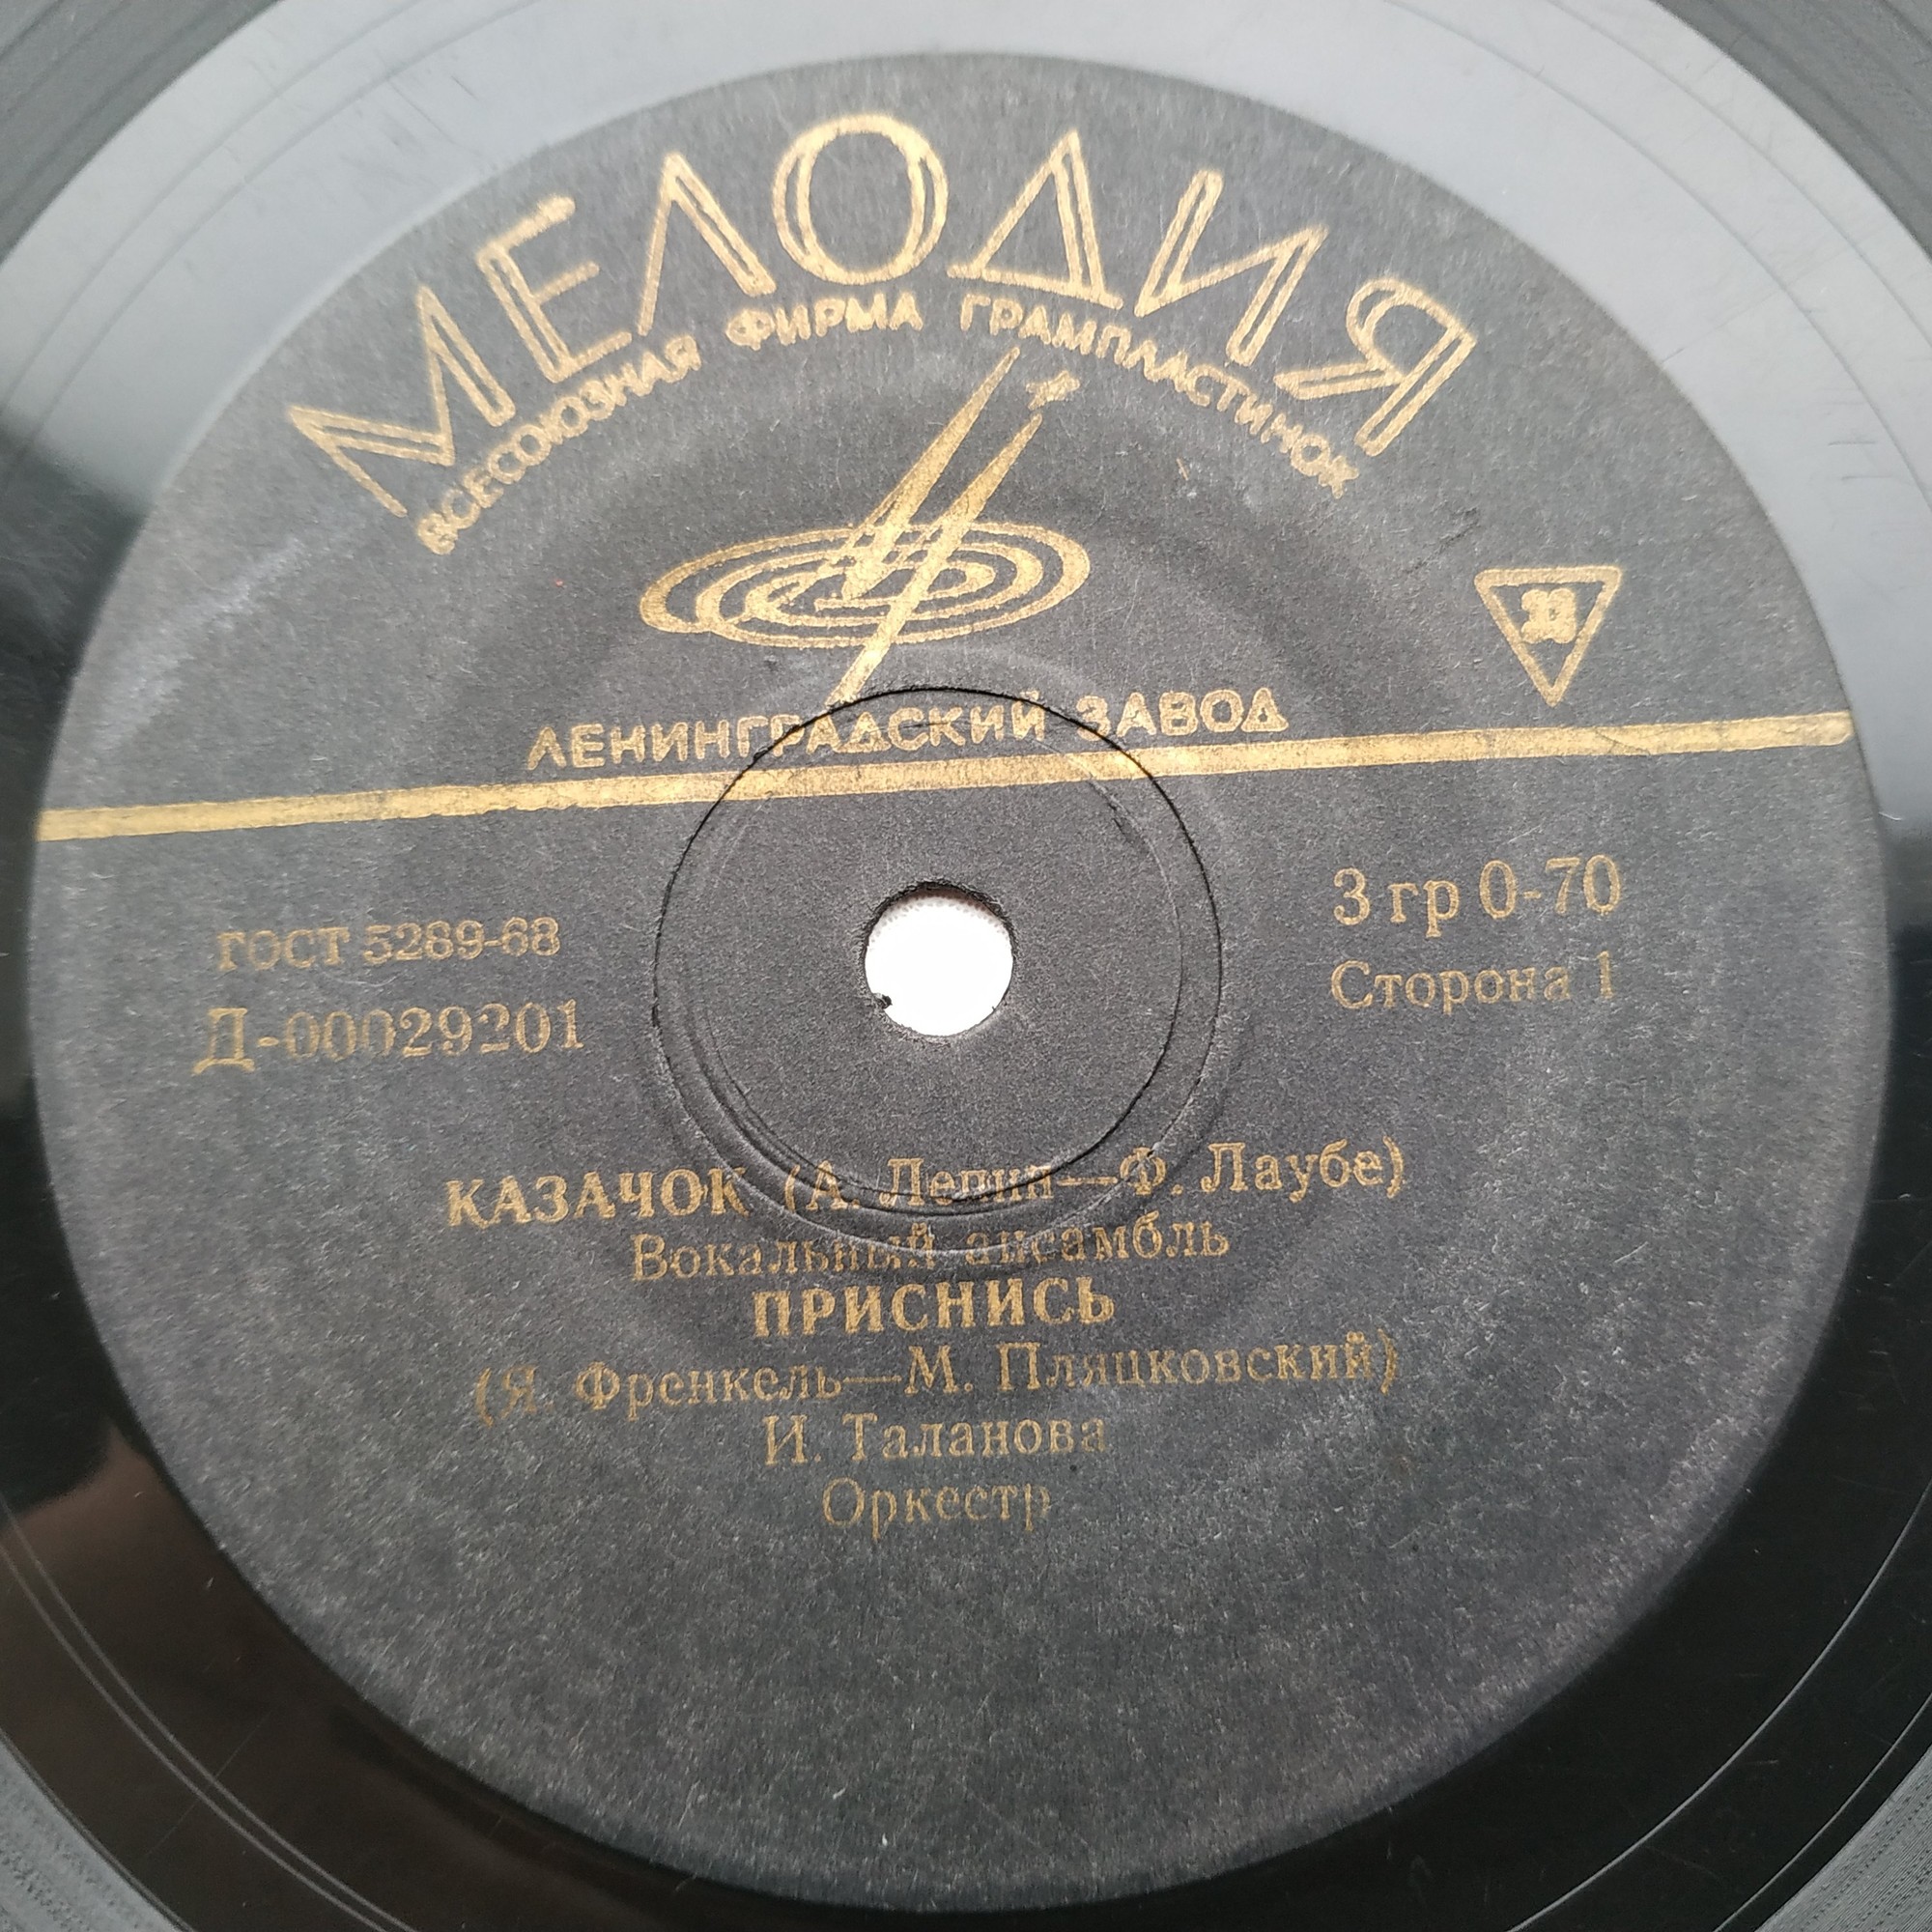 МЕЛОДИЯ
ВСЕСОЮЗНАЯ ФИРМА ГРАМПЛАСТИНОК
33
ЛЕНИНГРАДСКИЙ ЗАВОД
ГОСТ 5289-68
3 гр 0-70
Д-00029201
Сторона 1
КАЗАЧОК (А. Лепин—Ф. Лаубе)
Вокальный ансамбль
ПРИСНИСЬ
(Я. Френкель—М. Пляцковский)
И. Таланова
Оркестр